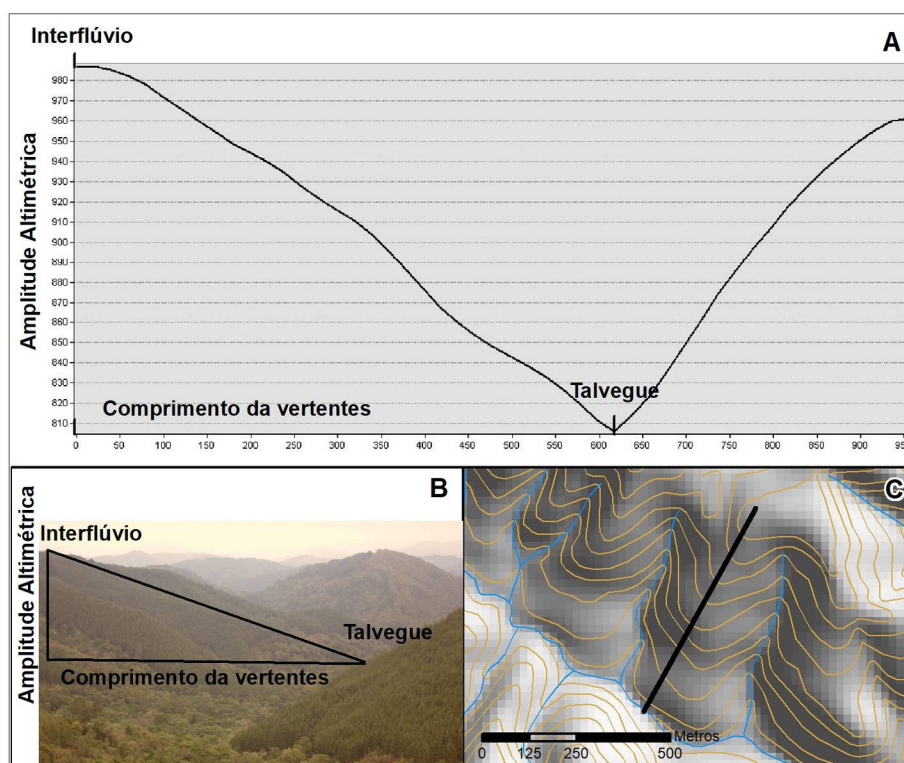 Interflúvio
A
Amplitude Altimétrica
980
970
960
950
940
930
920
910
900
890
880
870
860
850
840
830
820
810
Talvegue
Comprimento da vertentes
0 50 100 150 200 250 300 350 400 450 500 550 600 650 700 750 800 850 900 950
B
Interflúvio
Amplitude Altimétrica
Talvegue
Comprimento da vertentes
C
Metros
0 125 250 500